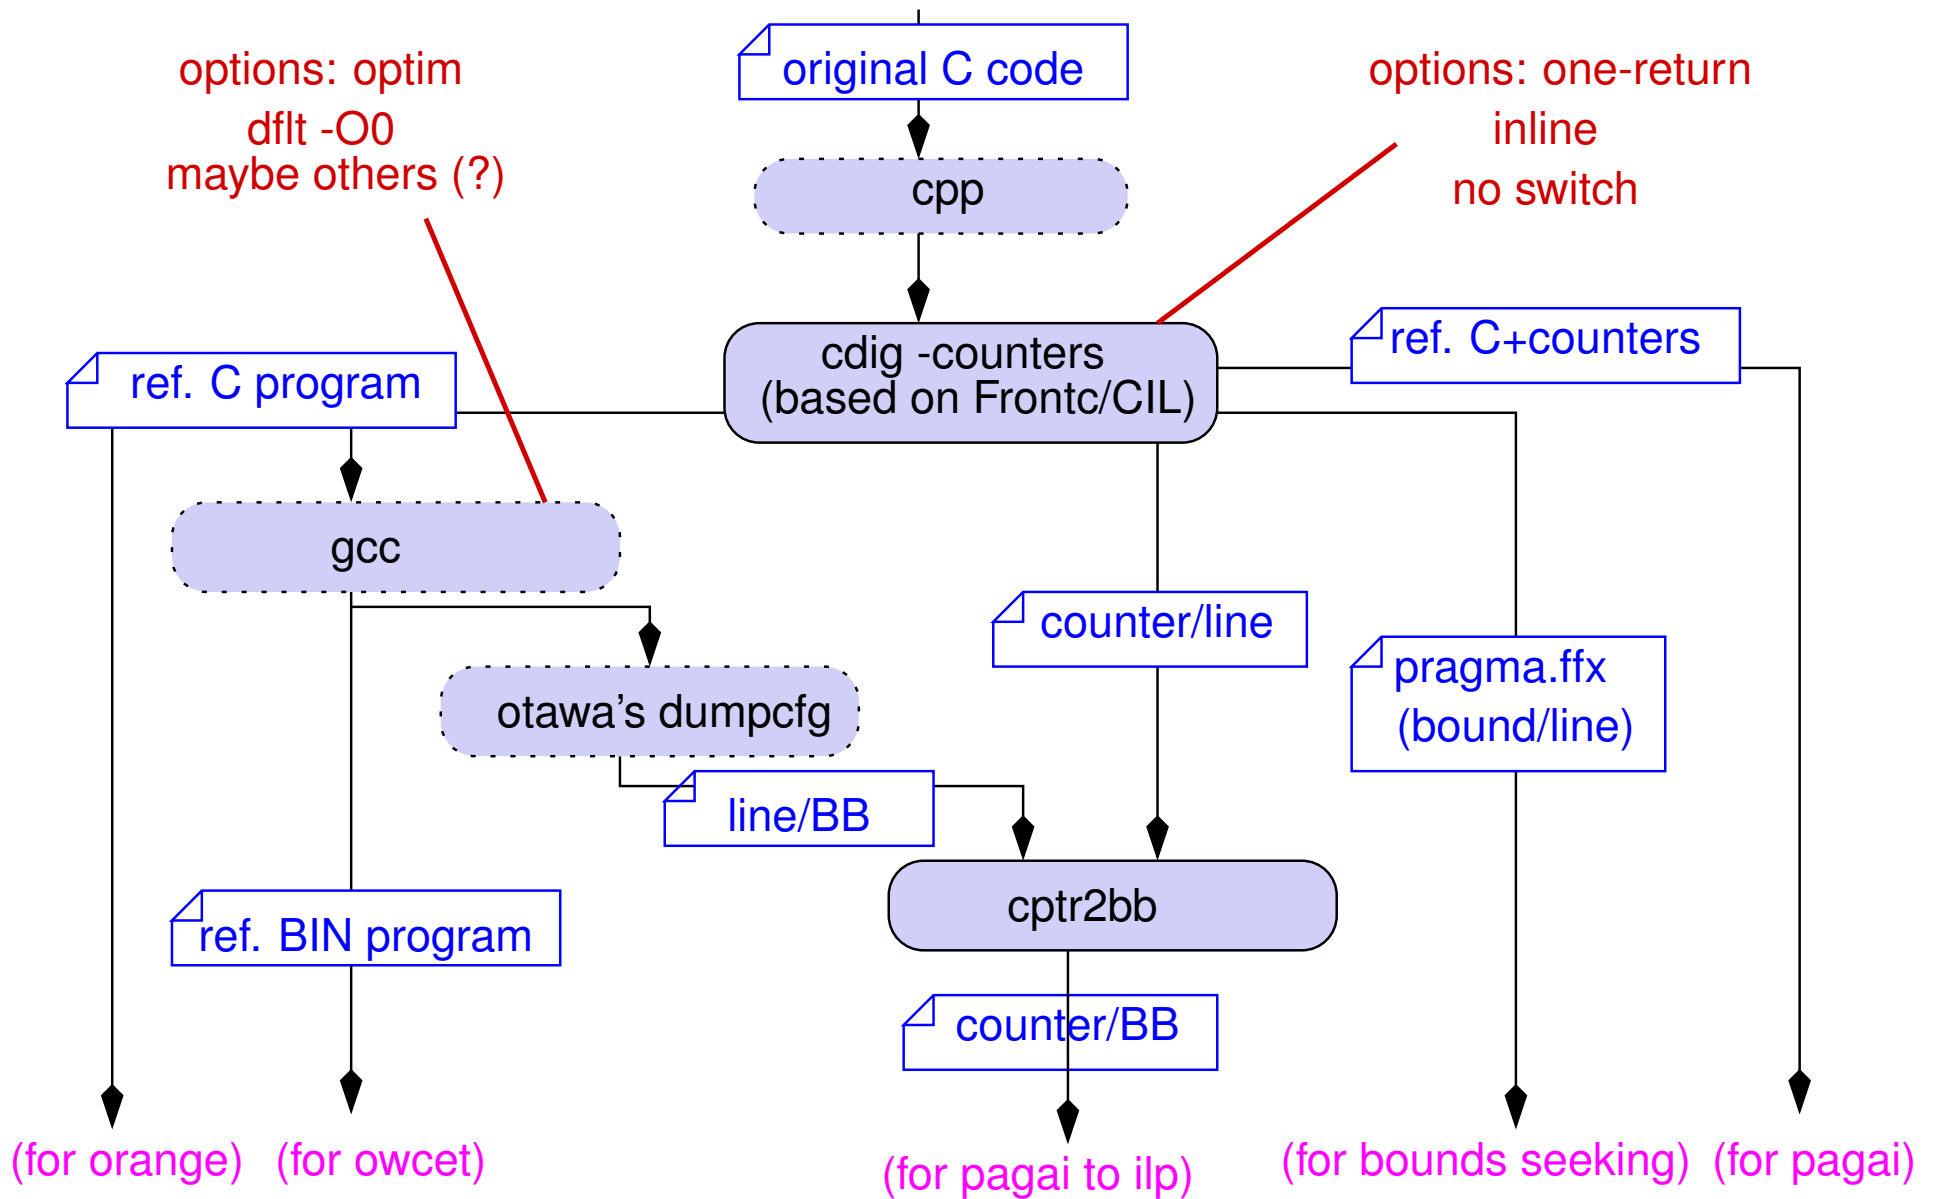 options: optim
dflt -O0
maybe others (?)
original C code
options: one-return
inline
no switch
cpp
cdig -counters
(based on Frontc/CIL)
ref. C+counters
ref. C program
gcc
counter/line
otawa's dumpcfg
pragma.ffx
(bound/line)
line/BB
cptr2bb
ref. BIN program
counter/BB
(for orange)
(for owcet)
(for pagai to ilp)
(for bounds seeking)
(for pagai)